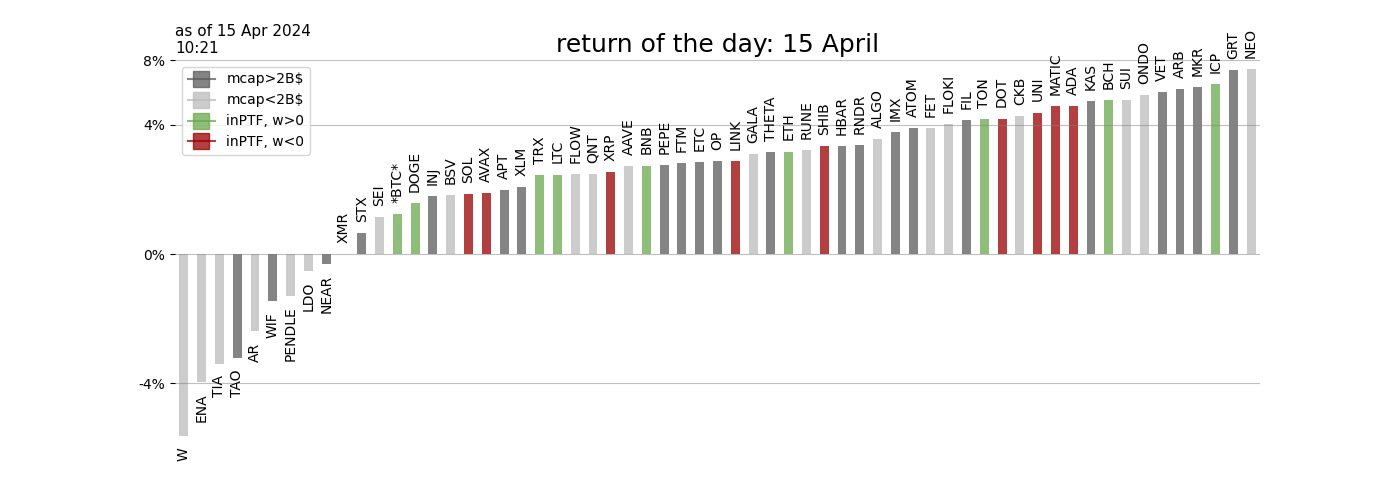 as of 15 Apr 2024
10:21
return of the day: 15 April
8%
4%
0%
-4%
mcap>2B$
mcap<2B$
inPTF, w>0
inPTF, w<0
W
ENA
TIA
TAO
AR
WIF
PENDLE
LDO
NEAR
XMR
STX
SEI
*BTC*
DOGE
INJ
BSV
SOL
AVAX
APT
XLM
TRX
LTC
FLOW
QNT
XRP
AAVE
BNB
PEPE
FTM
ETC
OP
LINK
GALA
THETA
ETH
RUNE
SHIB
HBAR
RNDR
ALGO
IMX
ATOM
FET
FLOKI
FIL
TON
DOT
CKB
UNI
MATIC
ADA
KAS
BCH
SUI
ONDO
VET
ARB
MKR
ICP
GRT
NEO